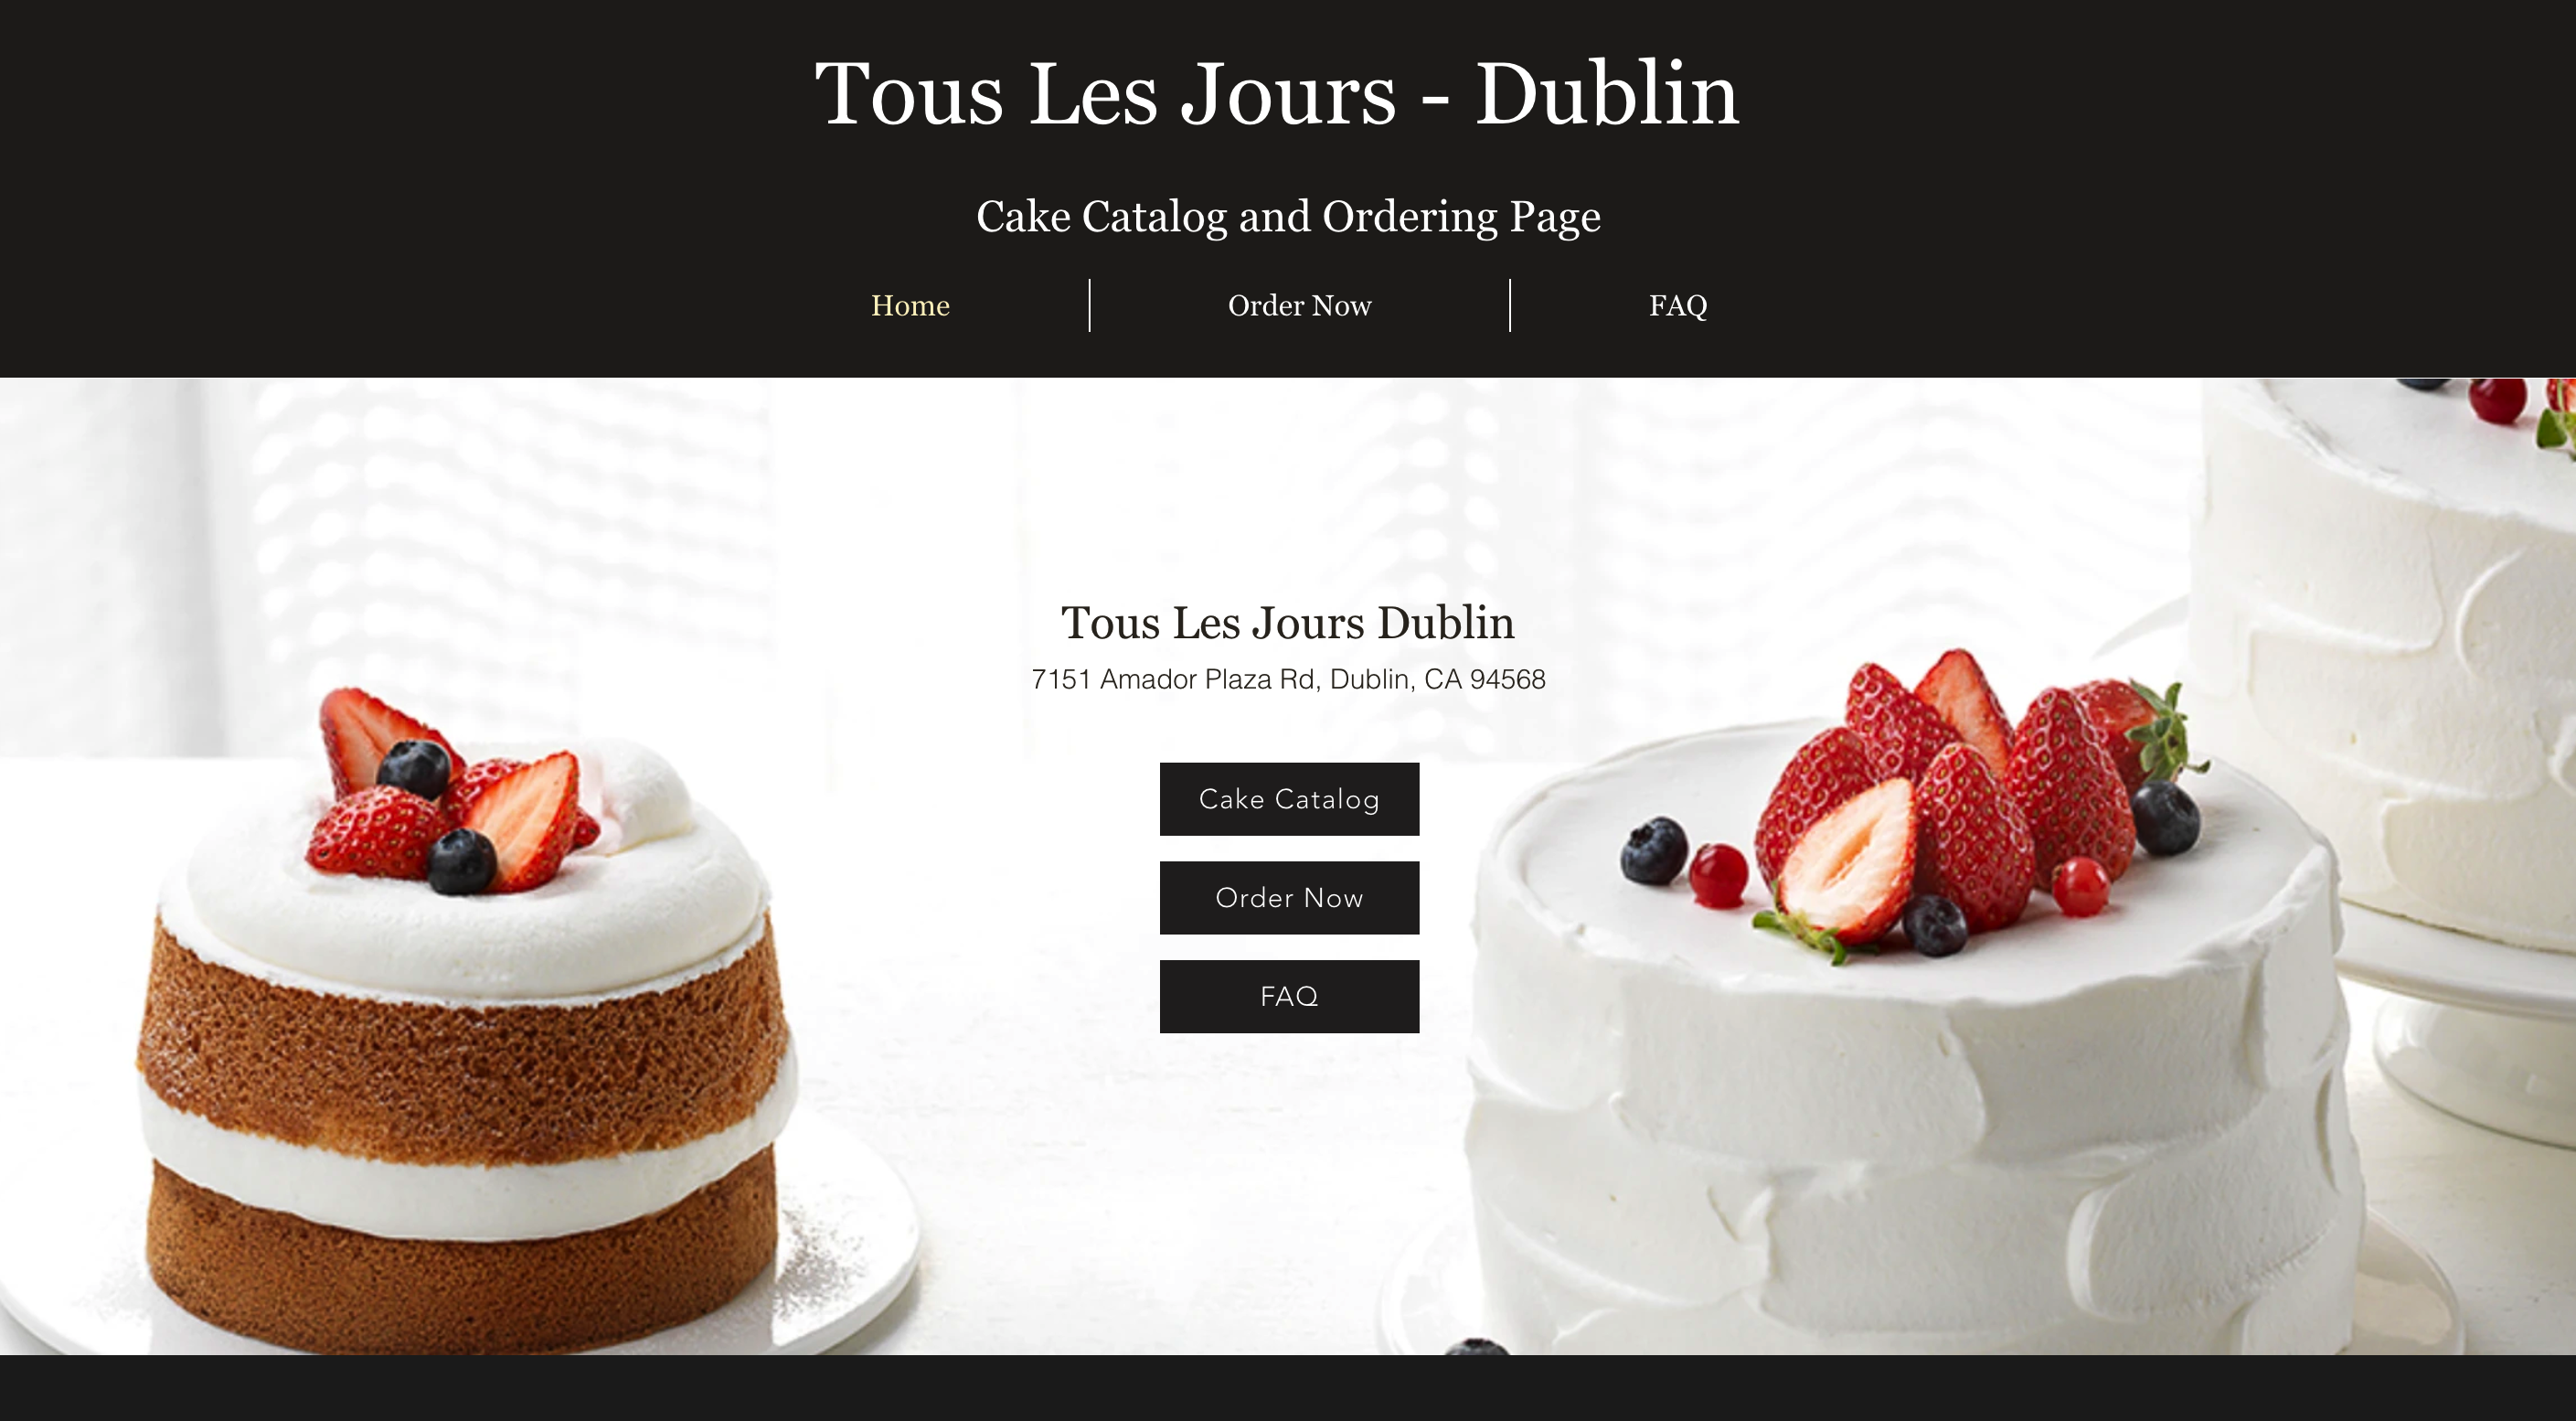 Tous Les Jours - Dublin
Cake Catalog and Ordering Page
Home
Order Now
FAQ
Tous Les Jours Dublin
7151 Amador Plaza Rd, Dublin, CA 94568
Cake Catalog
Order Now
FAQ